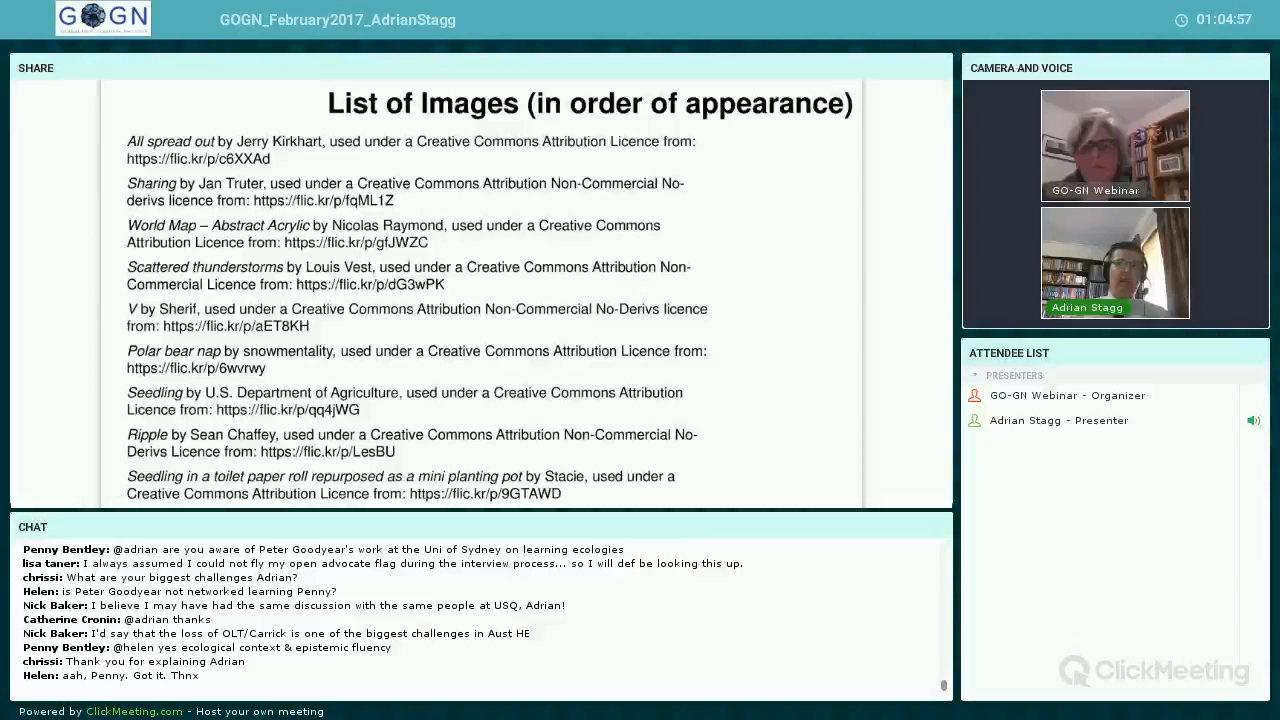 GOGN
GOGN_February2017_AdrianStagg
01:04:57
SHARE
List of Images (in order of appearance)
All spread out by Jerry Kirkhart, used under a Creative Commons Attribution Licence from:
https://flic.kr/p/c6XXAd
Sharing by Jan Truter, used under a Creative Commons Attribution Non-Commercial No-
derivs licence from: https://flic.kr/p/fqML1Z
World Map – Abstract Acrylic by Nicolas Raymond, used under a Creative Commons
Attribution Licence from: https://flic.kr/p/gfJWZC
Scattered thunderstorms by Louis Vest, used under a Creative Commons Attribution Non-
Commercial Licence from: https://flic.kr/p/dG3wPK
V by Sherif, used under a Creative Commons Attribution Non-Commercial No-Derivs licence
from: https://flic.kr/p/aET8KH
Polar bear nap by snowmentality, used under a Creative Commons Attribution Licence from:
https://flic.kr/p/6wvrwy
Seedling by U.S. Department of Agriculture, used under a Creative Commons Attribution
Licence from: https://flic.kr/p/qq4jWG
Ripple by Sean Chaffey, used under a Creative Commons Attribution Non-Commercial No-
Derivs Licence from: https://flic.kr/p/LesBU
Seedling in a toilet paper roll repurposed as a mini planting pot by Stacie, used under a
Creative Commons Attribution Licence from: https://flic.kr/p/9GTAWD
CAMERA AND VOICE
GO-GN Webinar
Adrian Stagg
ATTENDEE LIST
PRESENTERS
GO-GN Webinar - Organizer
Adrian Stagg - Presenter
CHAT
Penny Bentley: @adrian are you aware of Peter Goodyear's work at the Uni of Sydney on learning ecologies
lisa taner: I always assumed I could not fly my open advocate flag during the interview process... so I will def be looking this up.
chrissi: What are your biggest challenges Adrian?
Helen: is Peter Goodyear not networked learning Penny?
Nick Baker: I believe I may have had the same discussion with the same people at USQ, Adrian!
Catherine Cronin: @adrian thanks
Nick Baker: I'd say that the loss of OLT/Carrick is one of the biggest challenges in Aust HE
Penny Bentley: @helen yes ecological context & epistemic fluency
chrissi: Thank you for explaining Adrian
Helen: aah, Penny. Got it. Thnx
ClickMeeting
Powered by ClickMeeting.com - Host your own meeting